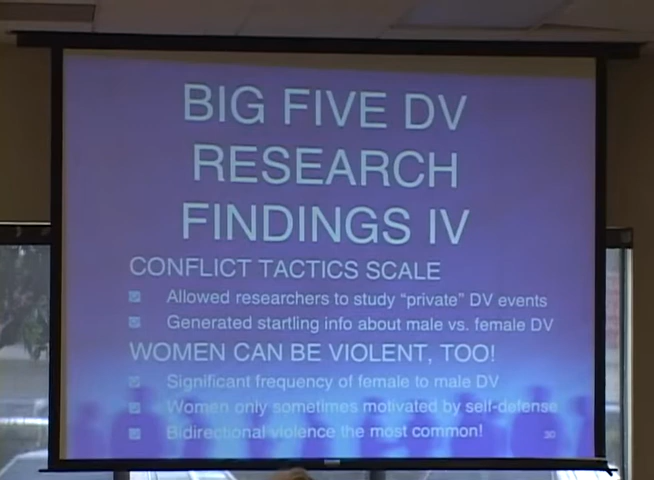 BIG FIVE DV
RESEARCH
FINDINGS IV
CONFLICT TACTICS SCALE
Allowed researchers to study “private” DV events
Generated startling info about male vs. female DV
WOMEN CAN BE VIOLENT, TOO!
Significant frequency of female to male DV
Women only sometimes motivated by self-defense
Bidirectional violence the most common!
30